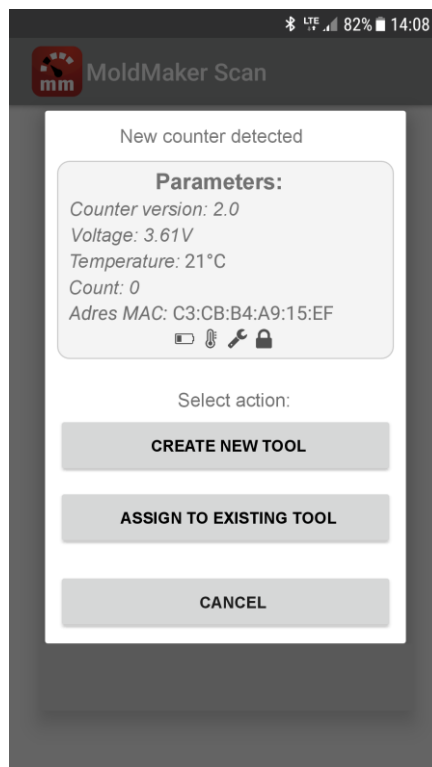 LTE 82% 14:08
mm MoldMaker Scan
New counter detected
Parameters:
Counter version: 2.0
Voltage: 3.61V
Temperature: 21°C
Count: 0
Adres MAC: C3:CB:B4:A9:15:EF
Select action:
CREATE NEW TOOL
ASSIGN TO EXISTING TOOL
CANCEL